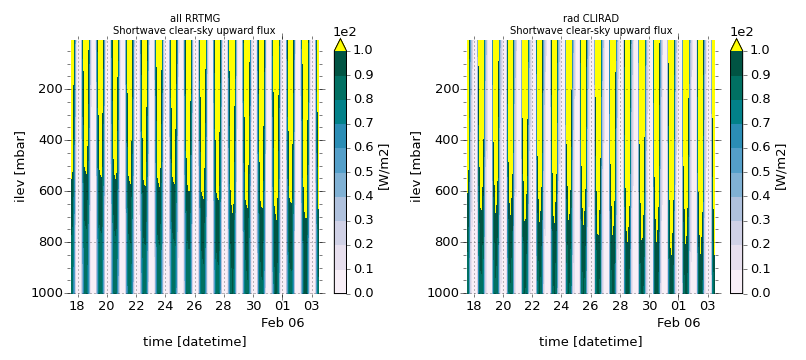 all RRTMG
Shortwave clear-sky upward flux
1e2
200
400
600
800
1000
ilev [mbar]
18 20 22 24 26 28 30 01 03
Feb 06
time [datetime]
1.0
0.9
0.8
0.7
0.6
0.5
0.4
0.3
0.2
0.1
0.0
[W/m2]
rad CLIRAD
Shortwave clear-sky upward flux
1e2
200
400
600
800
1000
ilev [mbar]
18 20 22 24 26 28 30 01 03
Feb 06
time [datetime]
1.0
0.9
0.8
0.7
0.6
0.5
0.4
0.3
0.2
0.1
0.0
[W/m2]